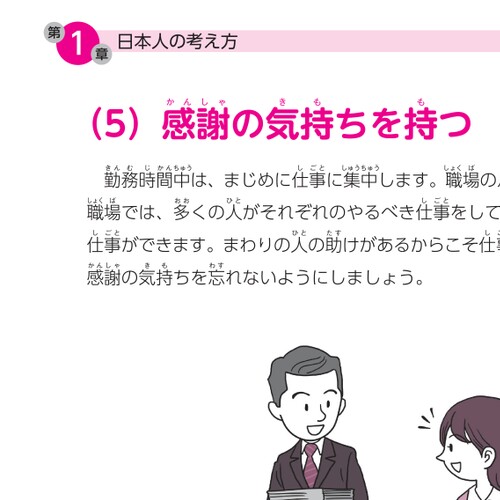 第1章 日本人の考え方
(5) 感謝の気持ちを持つ
勤務時間中は、まじめに仕事に集中します。職場の
職場では、多くの人がそれぞれのやるべき仕事をして
仕事ができます。まわりの人の助けがあるからこそ仕
感謝の気持ちを忘れないようにしましょう。